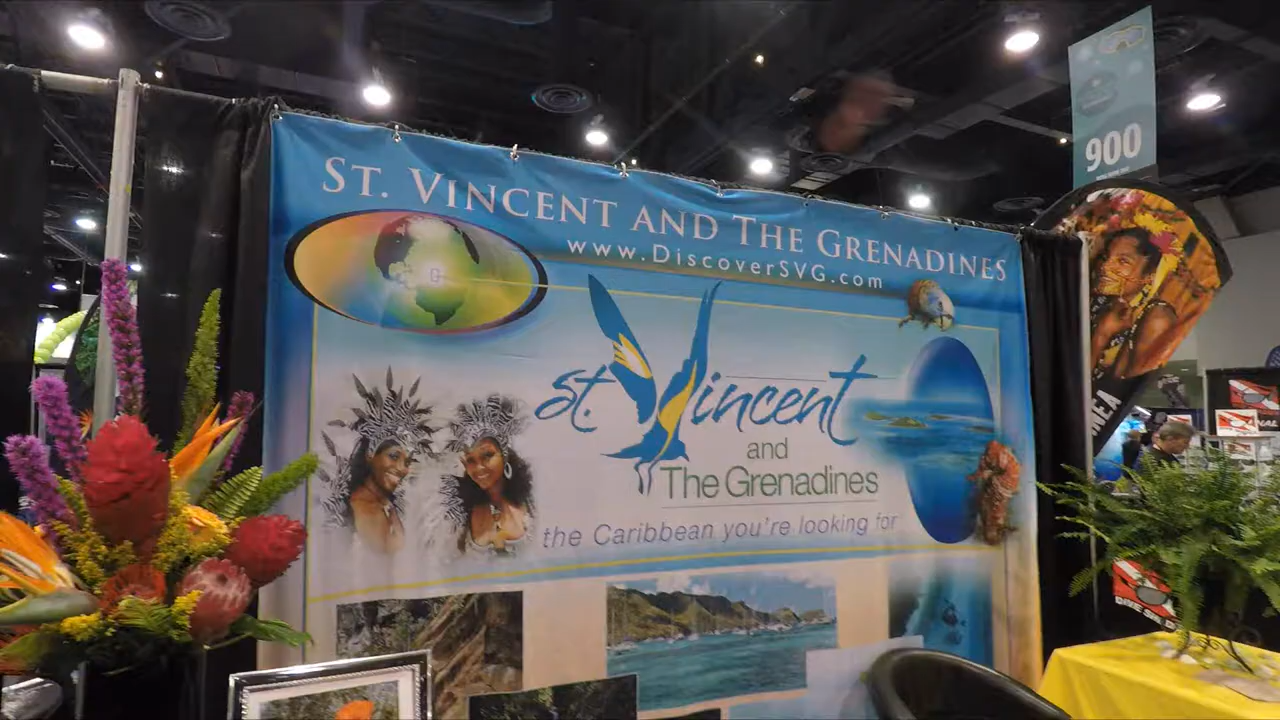 900
St. Vincent and The Grenadines
www.DiscoverSVG.com
st. Vincent
and
The Grenadines
the Caribbean you're looking for